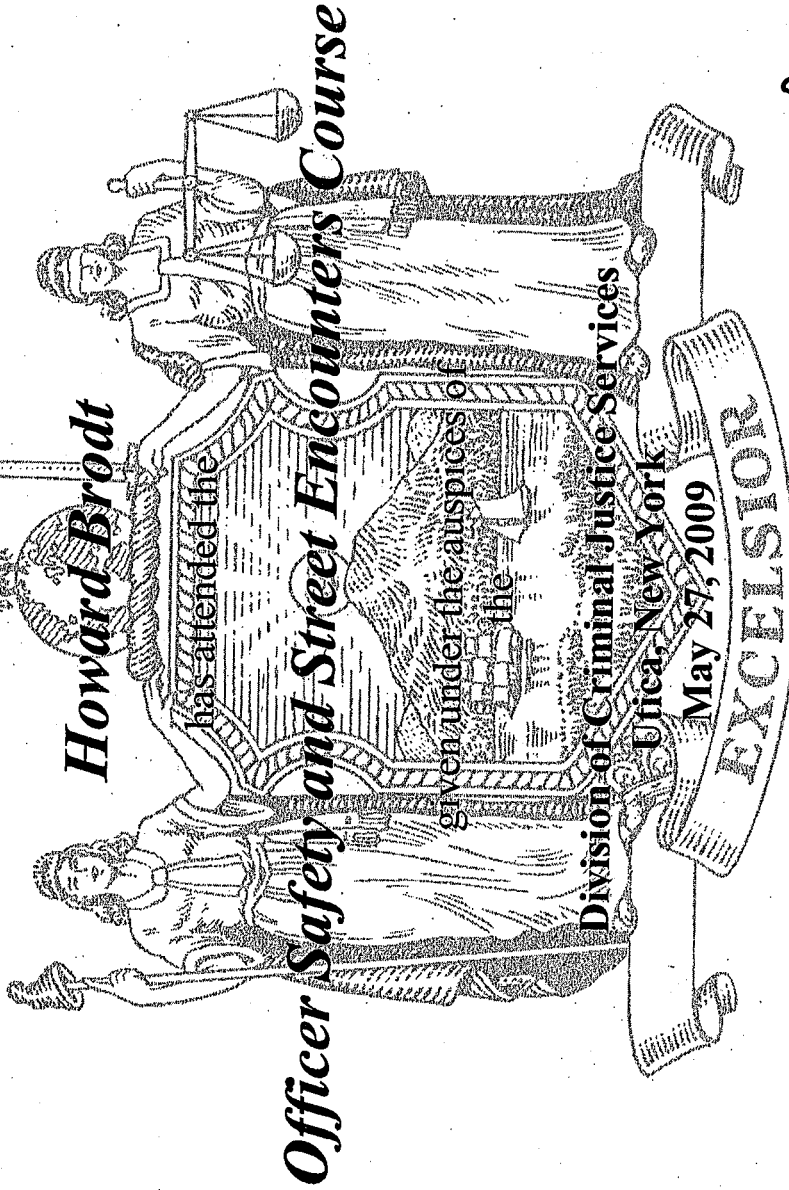 Howard Brodt
has attended the
Officer Safety and Street Encounters Course
given under the auspices of
the
Division of Criminal Justice Services
Utica, New York
May 27, 2009
EXCELSIOR